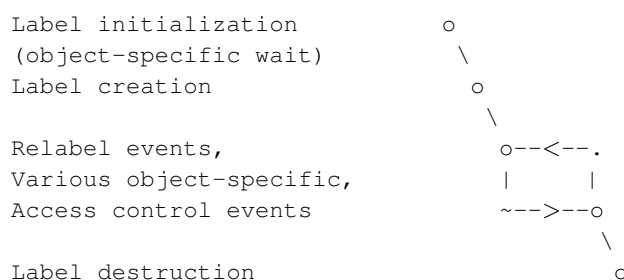 Label initialization          o
(object-specific wait)         \
Label creation                  o
                                 \
Relabel events,                   o--<--.
Various object-specific,          |     |
Access control events             ~-->--o
                                         \
Label destruction                         o